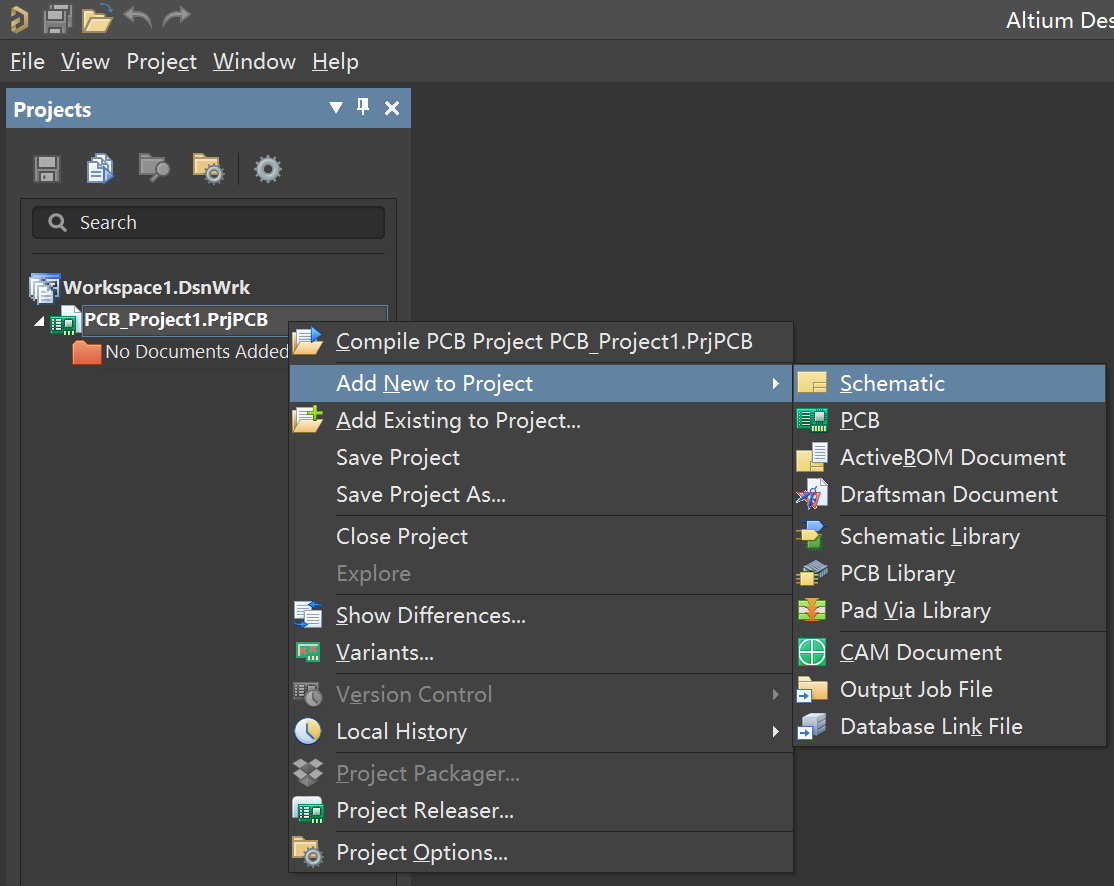 Altium Des
File View Project Window Help
Projects
Search
Workspace1.DsnWrk
PCB_Project1.PrjPCB
No Documents Added
Compile PCB Project PCB_Project1.PrjPCB
Add New to Project
Add Existing to Project...
Save Project
Save Project As...
Close Project
Explore
Show Differences...
Variants...
Version Control
Local History
Project Packager...
Project Releaser...
Project Options...
Schematic
PCB
ActiveBOM Document
Draftsman Document
Schematic Library
PCB Library
Pad Via Library
CAM Document
Output Job File
Database Link File